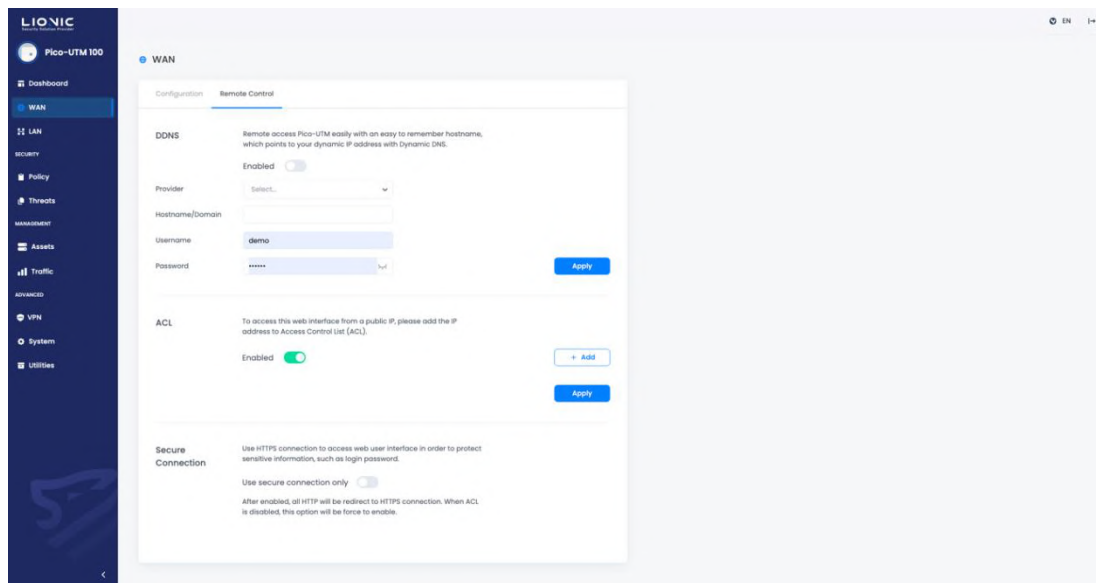 LIONIC
Security Solution Provider
EN
Pico-UTM 100
WAN
Dashboard
WAN
LAN
SECURITY
Policy
Threats
MANAGEMENT
Assets
Traffic
ADVANCED
VPN
System
Utilities
Configuration Remote Control
DDNS
Remote access Pico-UTM easily with an easy to remember hostname,
which points to your dynamic IP address with Dynamic DNS.
Enabled
Provider Select...
Hostname/Domain
Username demo
Password •••••• Apply
ACL
To access this web interface from a public IP, please add the IP
address to Access Control List (ACL).
Enabled + Add
Apply
Secure
Connection
Use HTTPS connection to access web user interface in order to protect
sensitive information, such as login password.
Use secure connection only
After enabled, all HTTP will be redirect to HTTPS connection. When ACL
is disabled, this option will be force to enable.